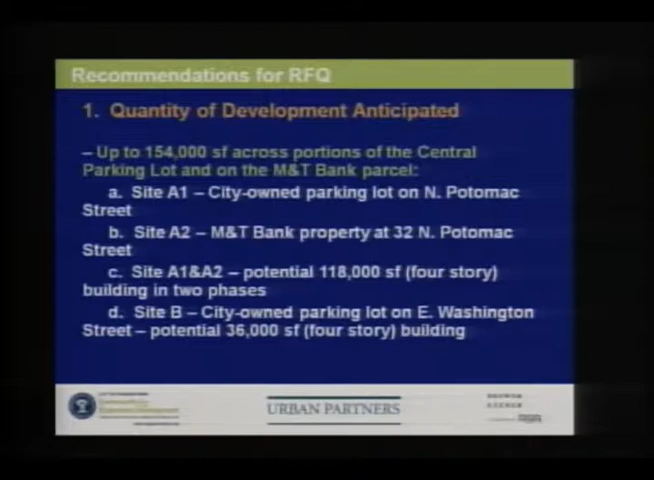 Recommendations for RFQ
1. Quantity of Development Anticipated
– Up to 154,000 sf across portions of the Central
Parking Lot and on the M&T Bank parcel:
a. Site A1 – City-owned parking lot on N. Potomac
Street
b. Site A2 – M&T Bank property at 32 N. Potomac
Street
c. Site A1&A2 – potential 118,000 sf (four story)
building in two phases
d. Site B – City-owned parking lot on E. Washington
Street – potential 36,000 sf (four story) building
URBAN PARTNERS